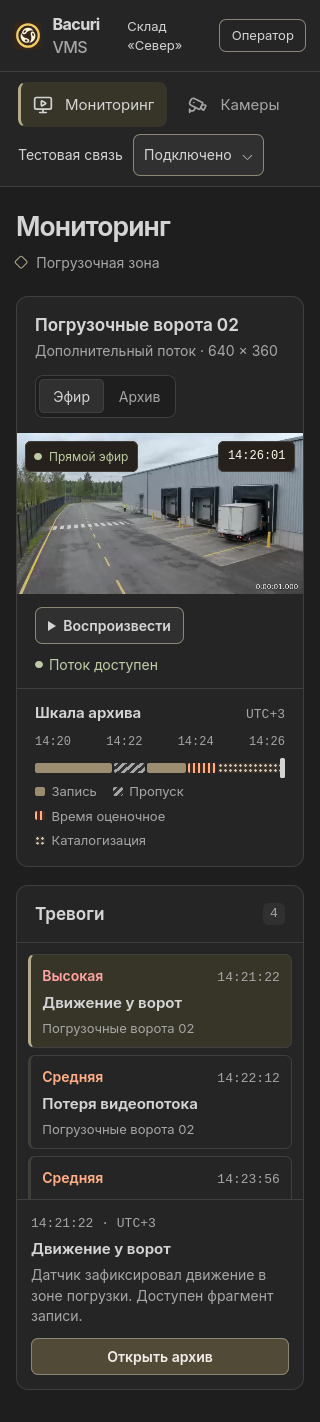 Bacuri
VMS
Склад
«Север»
Оператор
Мониторинг
Камеры
Тестовая связь
Подключено
Мониторинг
Погрузочная зона
Погрузочные ворота 02
Дополнительный поток · 640 × 360
Эфир
Архив
Прямой эфир
14:26:01
0:00:01.000
Воспроизвести
Поток доступен
Шкала архива
UTC+3
14:20 14:22 14:24 14:26
Запись
Пропуск
Время оценочное
Каталогизация
Тревоги
4
Высокая
14:21:22
Движение у ворот
Погрузочные ворота 02
Средняя
14:22:12
Потеря видеопотока
Погрузочные ворота 02
Средняя
14:23:56
14:21:22 · UTC+3
Движение у ворот
Датчик зафиксировал движение в
зоне погрузки. Доступен фрагмент
записи.
Открыть архив